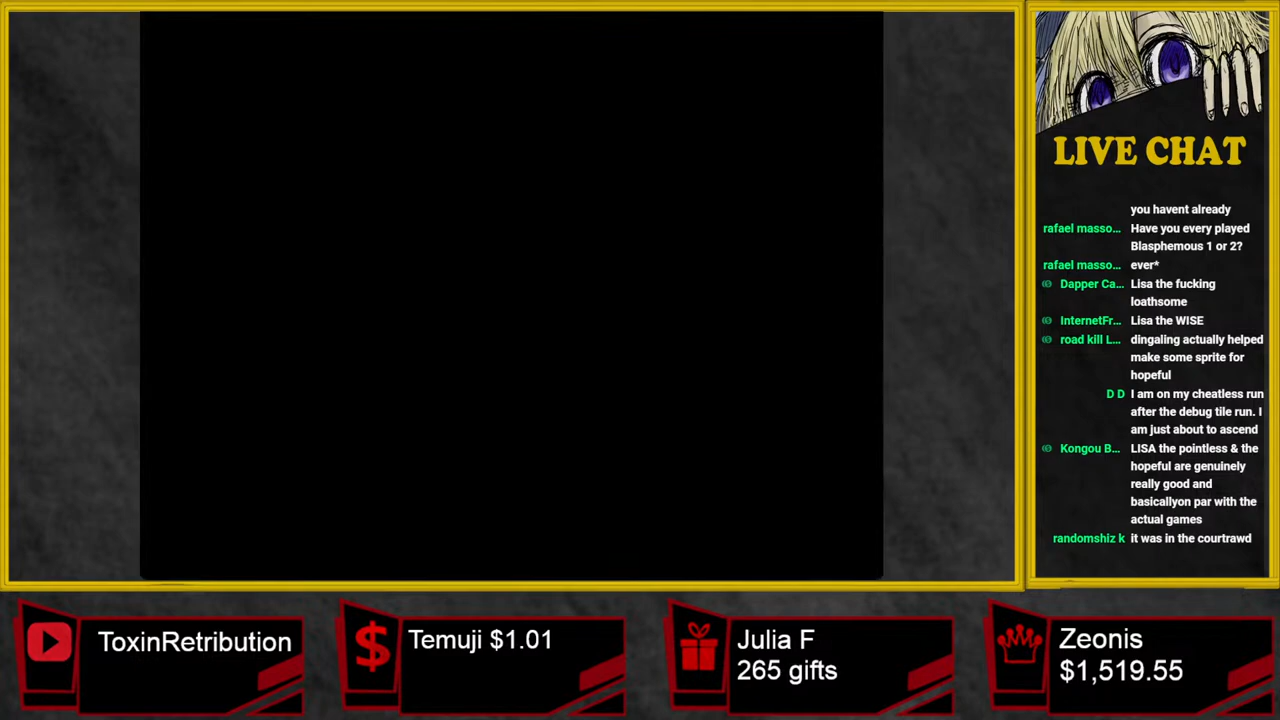 LIVE CHAT
you havent already
rafael masso... Have you every played
Blasphemous 1 or 2?
rafael masso... ever*
Dapper Ca... Lisa the fucking
loathsome
InternetFr... Lisa the WISE
road kill L... dingaling actually helped
make some sprite for
hopeful
D D I am on my cheatless run
after the debug tile run. I
am just about to ascend
Kongou B... LISA the pointless & the
hopeful are genuinely
really good and
basicallyon par with the
actual games
randomshiz k it was in the courtrawd
ToxinRetribution
$
Temuji $1.01
Julia F
265 gifts
Zeonis
$1,519.55